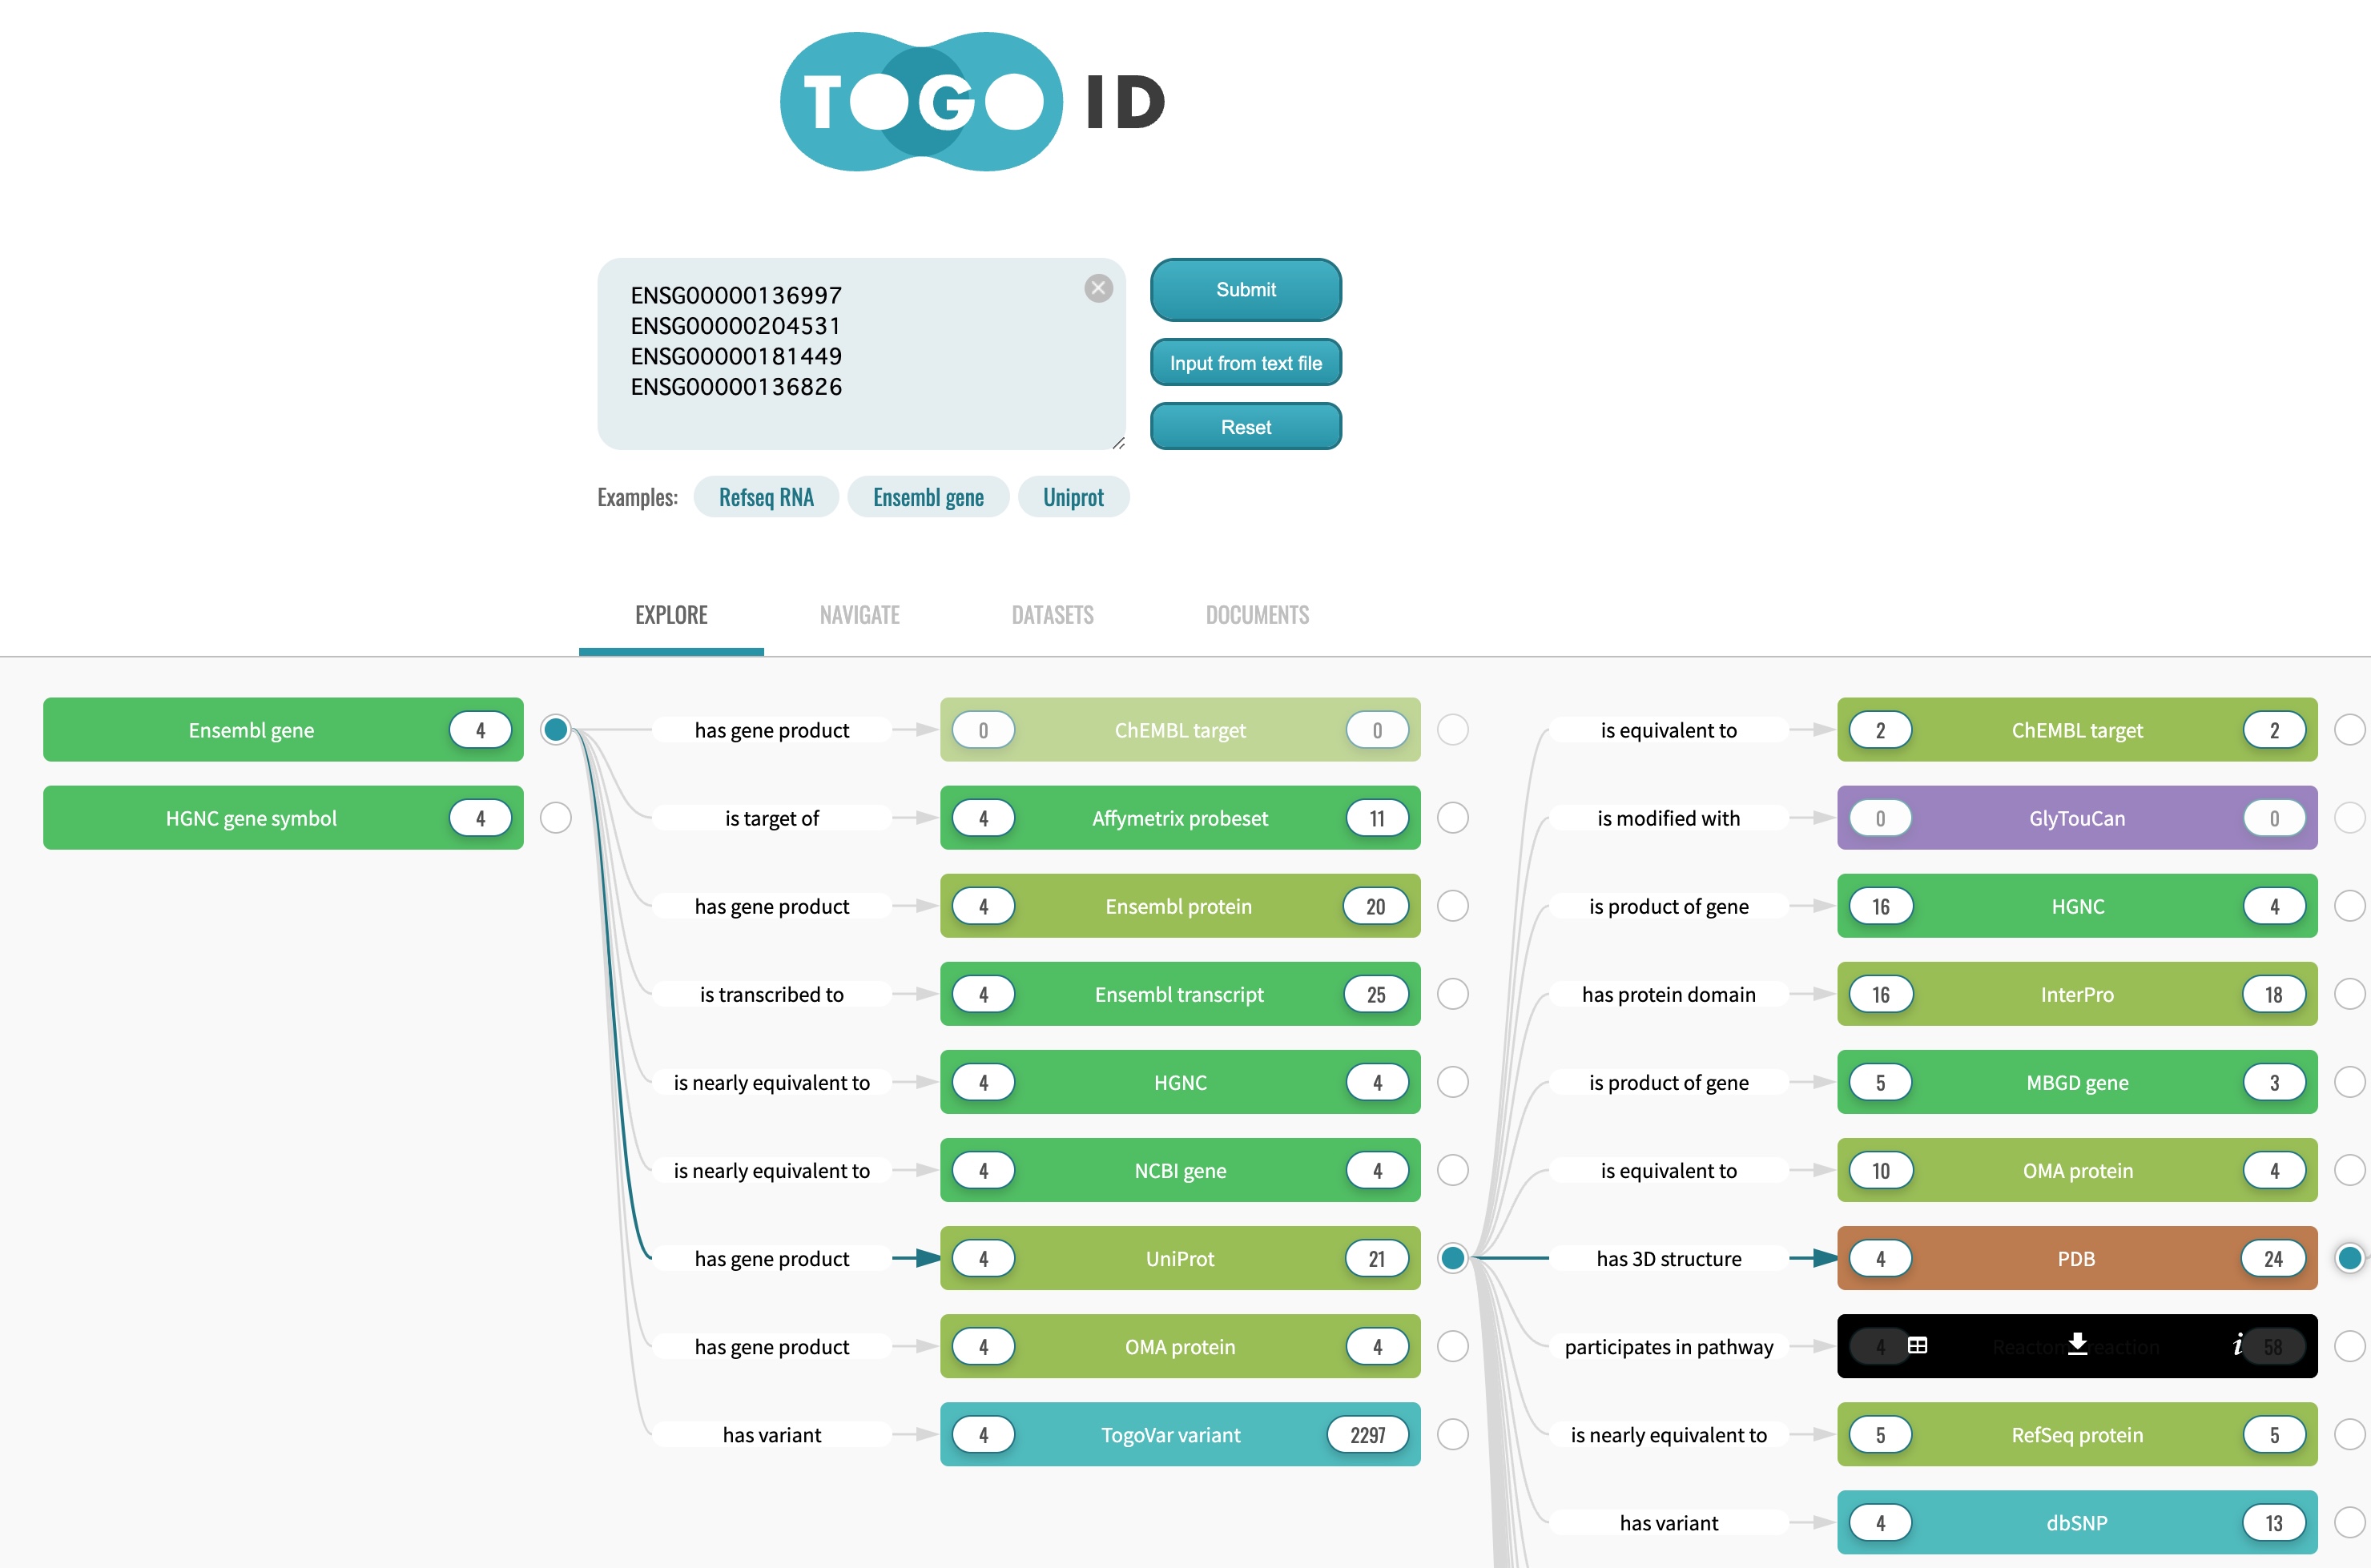 TOGO ID
ENSG00000136997
ENSG00000204531
ENSG00000181449
ENSG00000136826
Submit
Input from text file
Reset
Examples: Refseq RNA Ensembl gene Uniprot
EXPLORE NAVIGATE DATASETS DOCUMENTS
Ensembl gene 4 has gene product 0 ChEMBL target 0 is equivalent to 2 ChEMBL target 2
HGNC gene symbol 4 is target of 4 Affymetrix probeset 11 is modified with 0 GlyTouCan 0
has gene product 4 Ensembl protein 20 is product of gene 16 HGNC 4
is transcribed to 4 Ensembl transcript 25 has protein domain 16 InterPro 18
is nearly equivalent to 4 HGNC 4 is product of gene 5 MBGD gene 3
is nearly equivalent to 4 NCBI gene 4 is equivalent to 10 OMA protein 4
has gene product 4 UniProt 21 has 3D structure 4 PDB 24
has gene product 4 OMA protein 4 participates in pathway 4 Reactome reaction i 58
has variant 4 TogoVar variant 2297 is nearly equivalent to 5 RefSeq protein 5
has variant 4 dbSNP 13